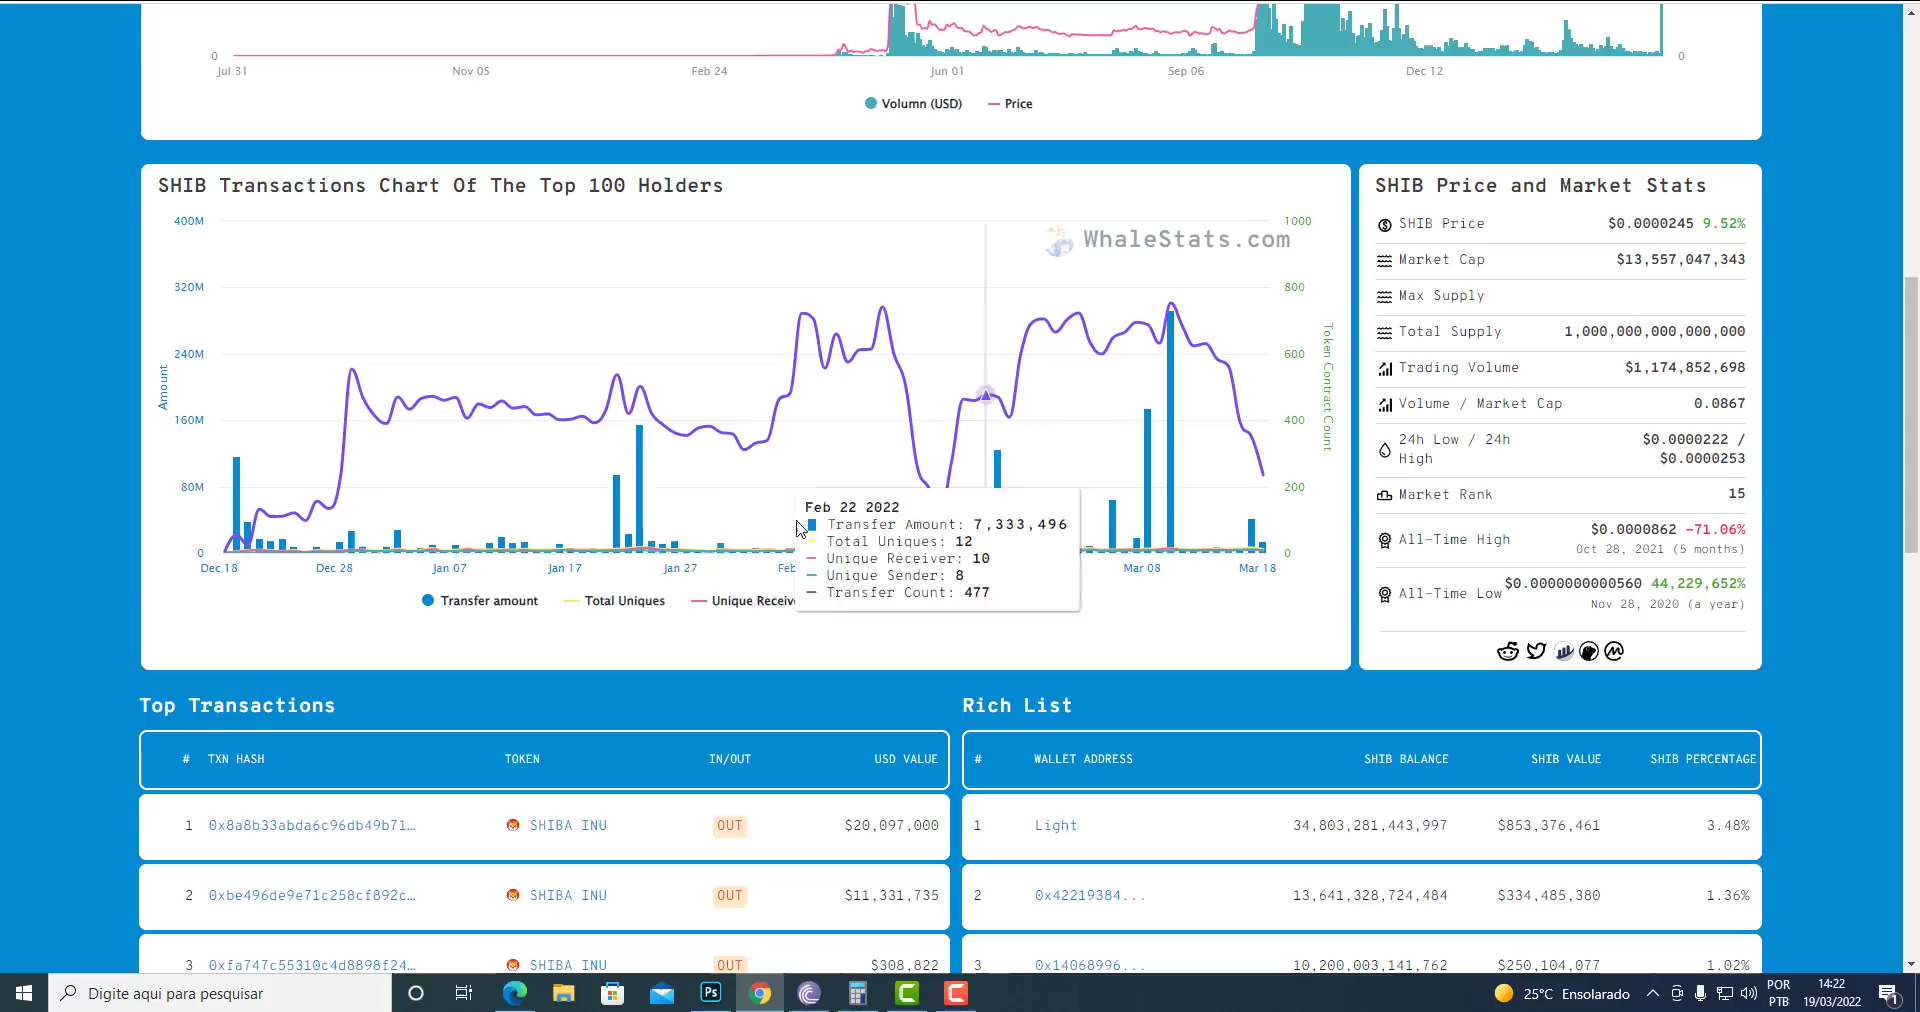 0
0
Jul 31 Nov 05 Feb 24 Jun 01 Sep 06 Dec 12
Volumn (USD) Price
SHIB Transactions Chart Of The Top 100 Holders
WhaleStats.com
400M
320M
240M
160M
80M
0
Amount
1000
800
600
400
200
0
Token Contract Count
Feb 22 2022
Transfer Amount: 7,333,496
Total Uniques: 12
Unique Receiver: 10
Unique Sender: 8
Transfer Count: 477
Dec 18 Dec 28 Jan 07 Jan 17 Jan 27 Feb Mar 08 Mar 18
Transfer amount Total Uniques Unique Receive
SHIB Price and Market Stats
SHIB Price $0.0000245 9.52%
Market Cap $13,557,047,343
Max Supply
Total Supply 1,000,000,000,000,000
Trading Volume $1,174,852,698
Volume / Market Cap 0.0867
24h Low / 24h High $0.0000222 /
$0.0000253
Market Rank 15
All-Time High $0.0000862 -71.06%
Oct 28, 2021 (5 months)
All-Time Low $0.0000000000560 44,229,652%
Nov 28, 2020 (a year)
Top Transactions
# TXN HASH TOKEN IN/OUT USD VALUE
1 0x8a8b33abda6c96db49b71… SHIBA INU OUT $20,097,000
2 0xbe496de9e71c258cf892c… SHIBA INU OUT $11,331,735
3 0xfa747c55310c4d8898f24… SHIBA INU OUT $308,822
Rich List
# WALLET ADDRESS SHIB BALANCE SHIB VALUE SHIB PERCENTAGE
1 Light 34,803,281,443,997 $853,376,461 3.48%
2 0x42219384... 13,641,328,724,484 $334,485,380 1.36%
3 0x14068996... 10,200,003,141,762 $250,104,077 1.02%
Digite aqui para pesquisar
Ps
25°C Ensolarado
POR
PTB
14:22
19/03/2022
1